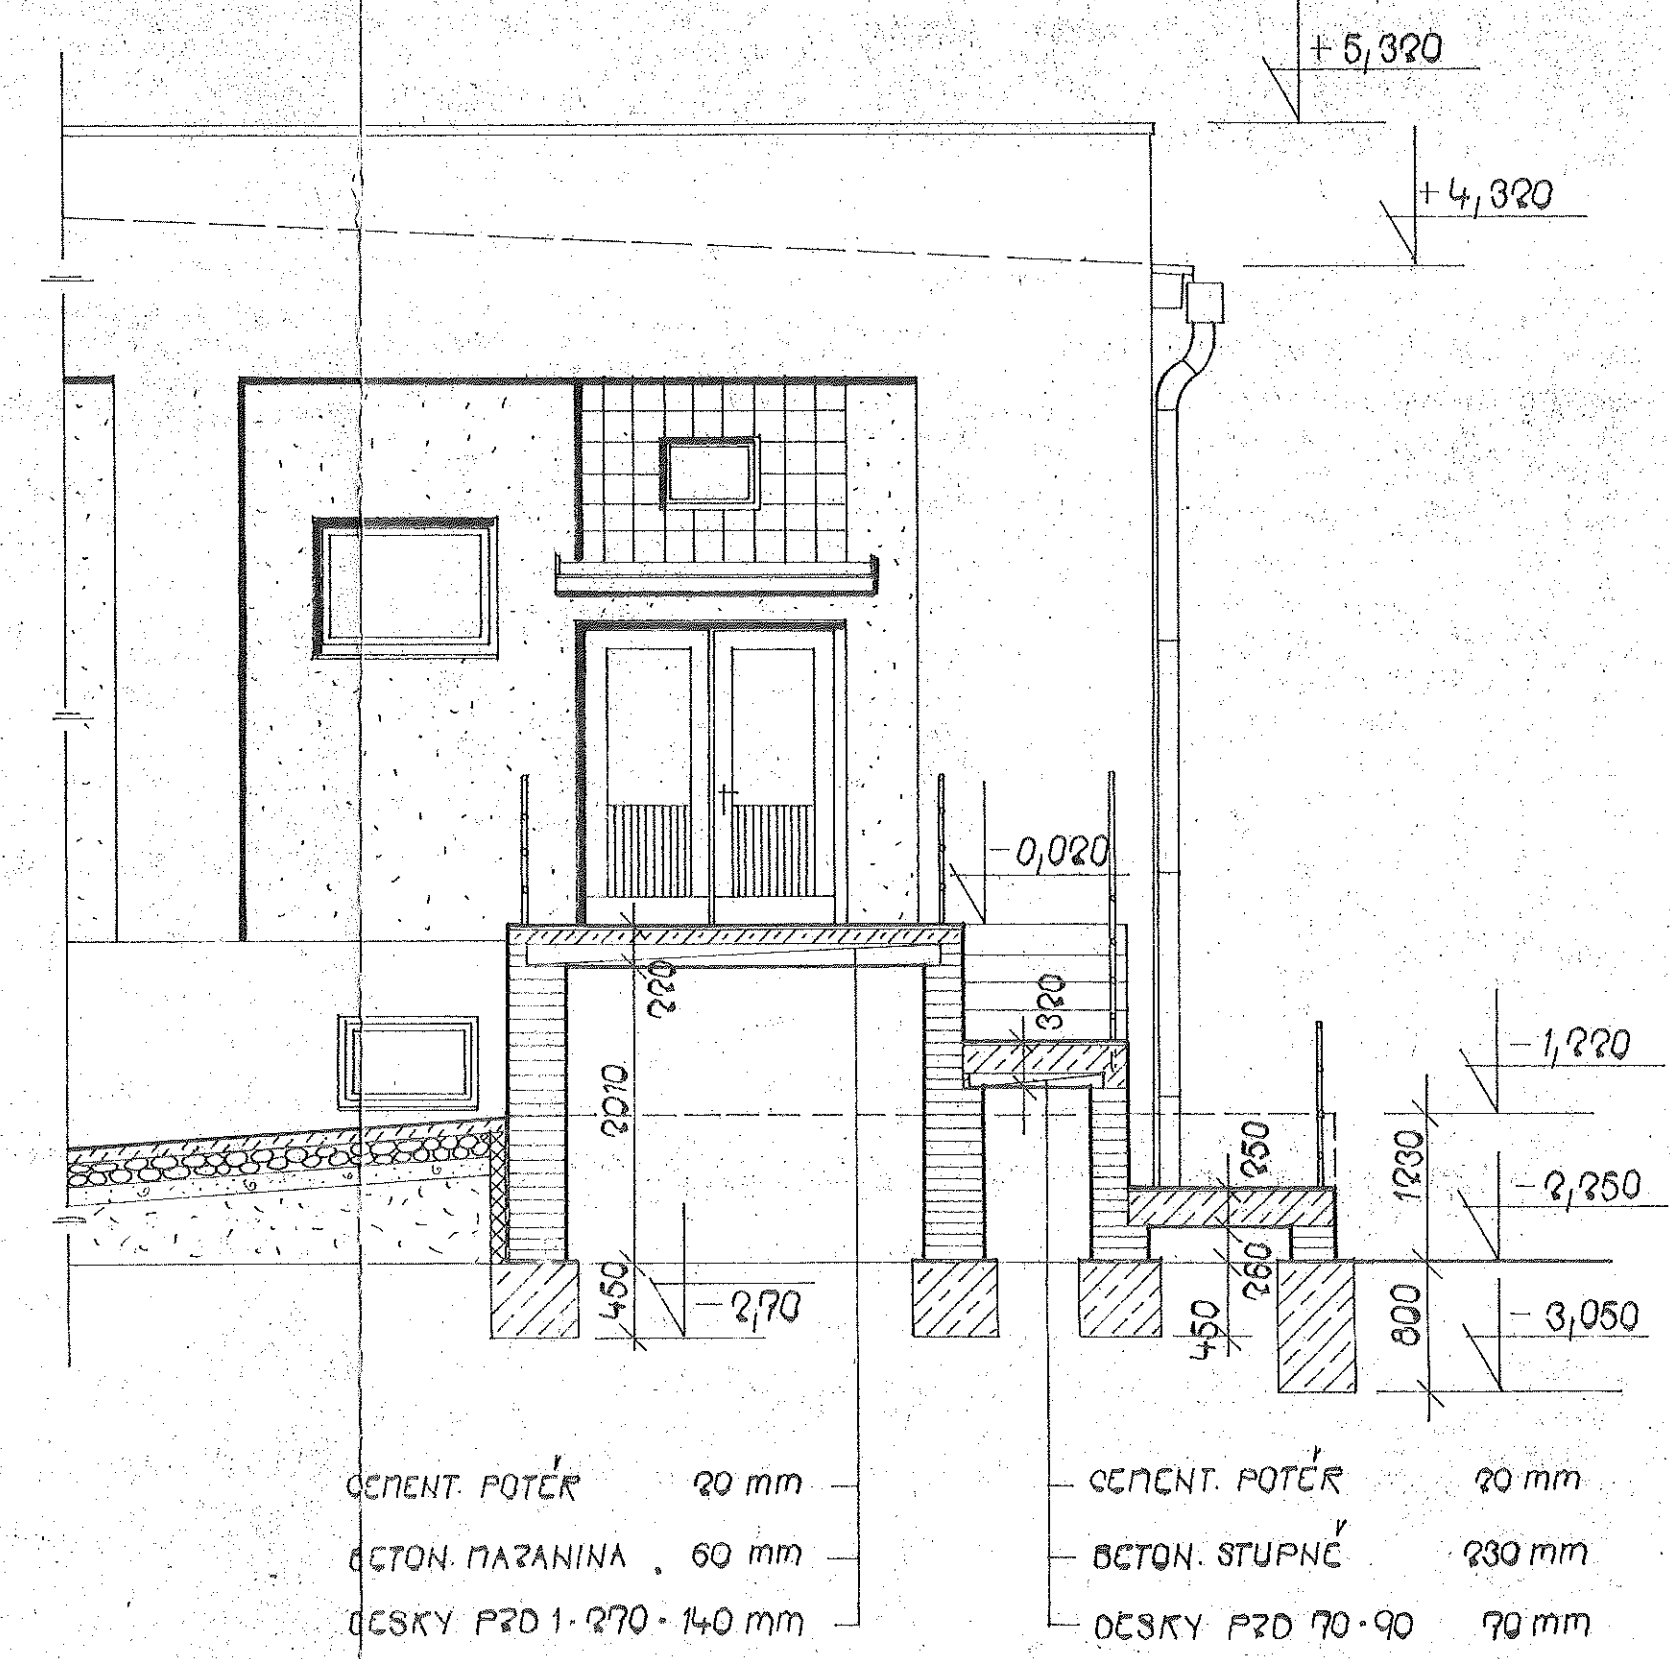 +5,320
+4,320
-0,020
220
320
2010
-1,220
250
1230
-2,250
260
450
-2,70
450
800
-3,050
CEMENT. POTĚR 20 mm
BETON. MAZANINA 60 mm
DESKY PZD 1-270-140 mm
CEMENT. POTĚR 20 mm
BETON. STUPNĚ 230 mm
DESKY PZD 70-90 70 mm